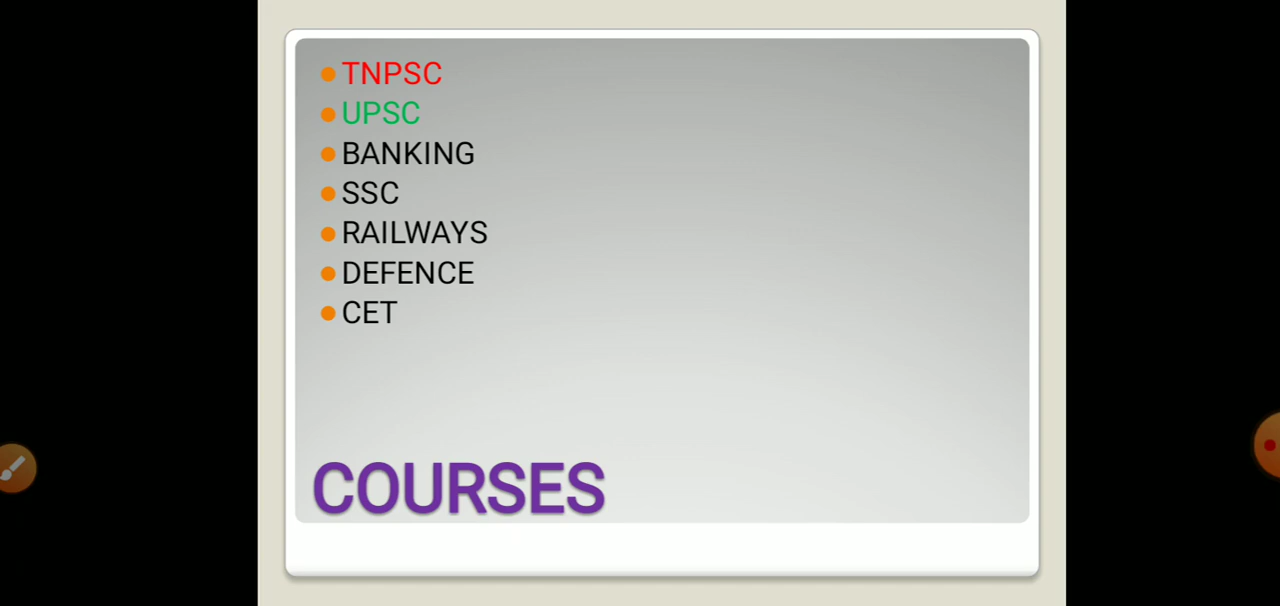 TNPSC
UPSC
BANKING
SSC
RAILWAYS
DEFENCE
CET
COURSES